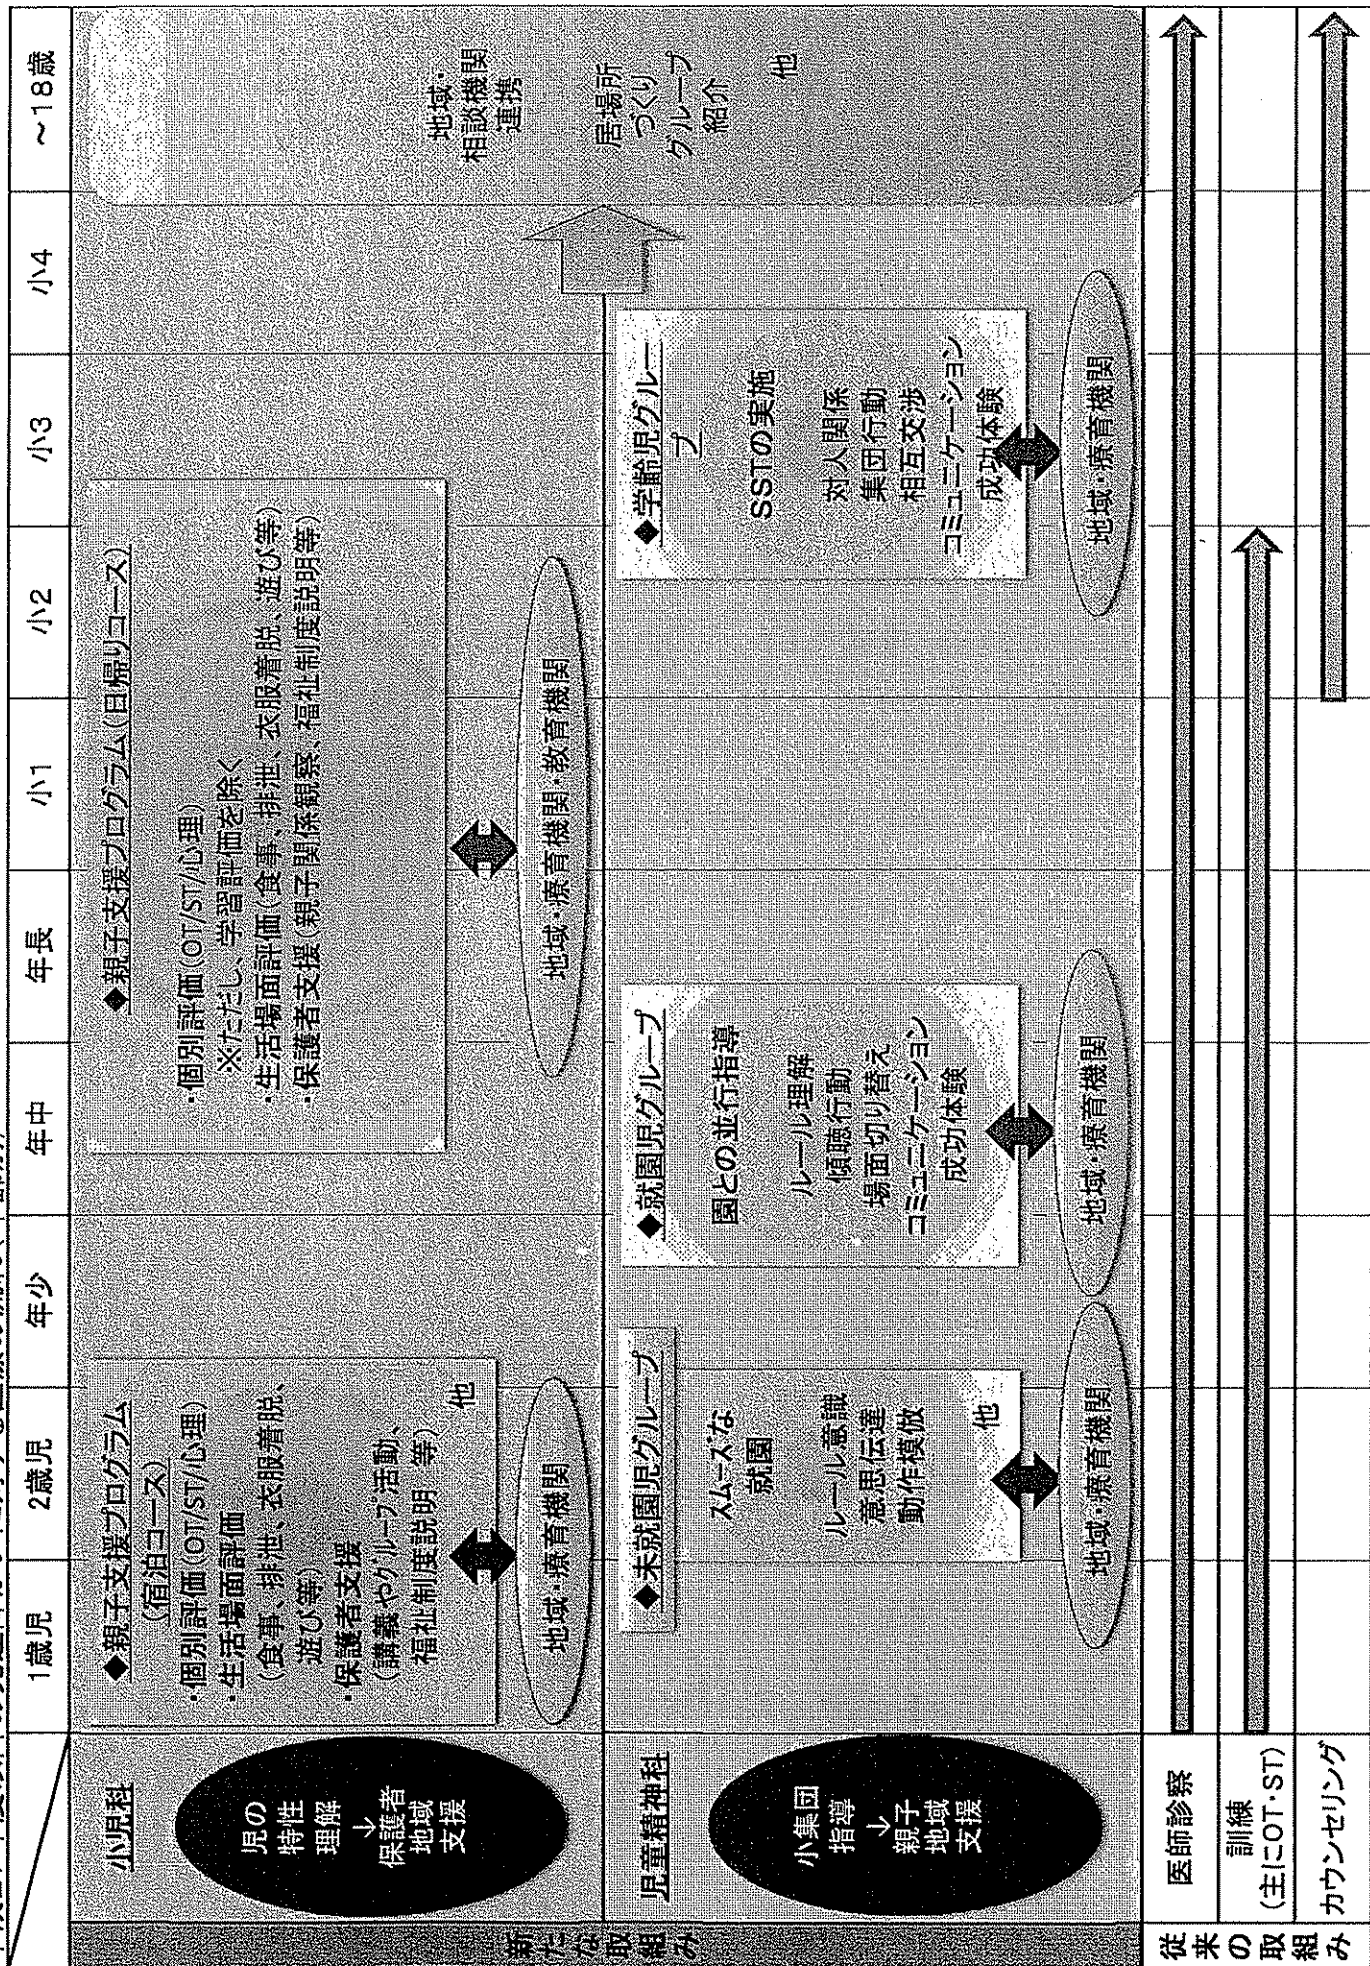 1歳児 2歳児 年少 年中 年長 小1 小2 小3 小4 ～18歳
新たな取組み
小児科
児の
特性
理解
↓
保護者
地域
支援
◆親子支援プログラム
(宿泊コース)
・個別評価(OT/ST/心理)
・生活場面評価
(食事、排泄、衣服着脱、
遊び等)
・保護者支援
(講義やグループ活動、
福祉制度説明 等)
他
地域・療育機関
◆親子支援プログラム(日帰りコース)
・個別評価(OT/ST/心理)
※ただし、学習評価を除く
・生活場面評価(食事、排泄、衣服着脱、遊び等)
・保護者支援(親子関係観察、福祉制度説明等)
地域・療育機関・教育機関
地域・
相談機関
連携
居場所
づくり
グループ
紹介
他
児童精神科
小集団
指導
↓
親子
地域
支援
◆未就園児グループ
スムーズな
就園
ルール意識
意思伝達
動作模倣
他
地域・療育機関
◆就園児グループ
園との並行指導
ルール理解
傾聴行動
場面切り替え
コミュニケーション
成功体験
地域・療育機関
◆学齢児グルー
プ
SSTの実施
対人関係
集団行動
相互交渉
コミュニケーション
成功体験
地域・療育機関
従来の取組み
医師診察
訓練
(主にOT・ST)
カウンセリング